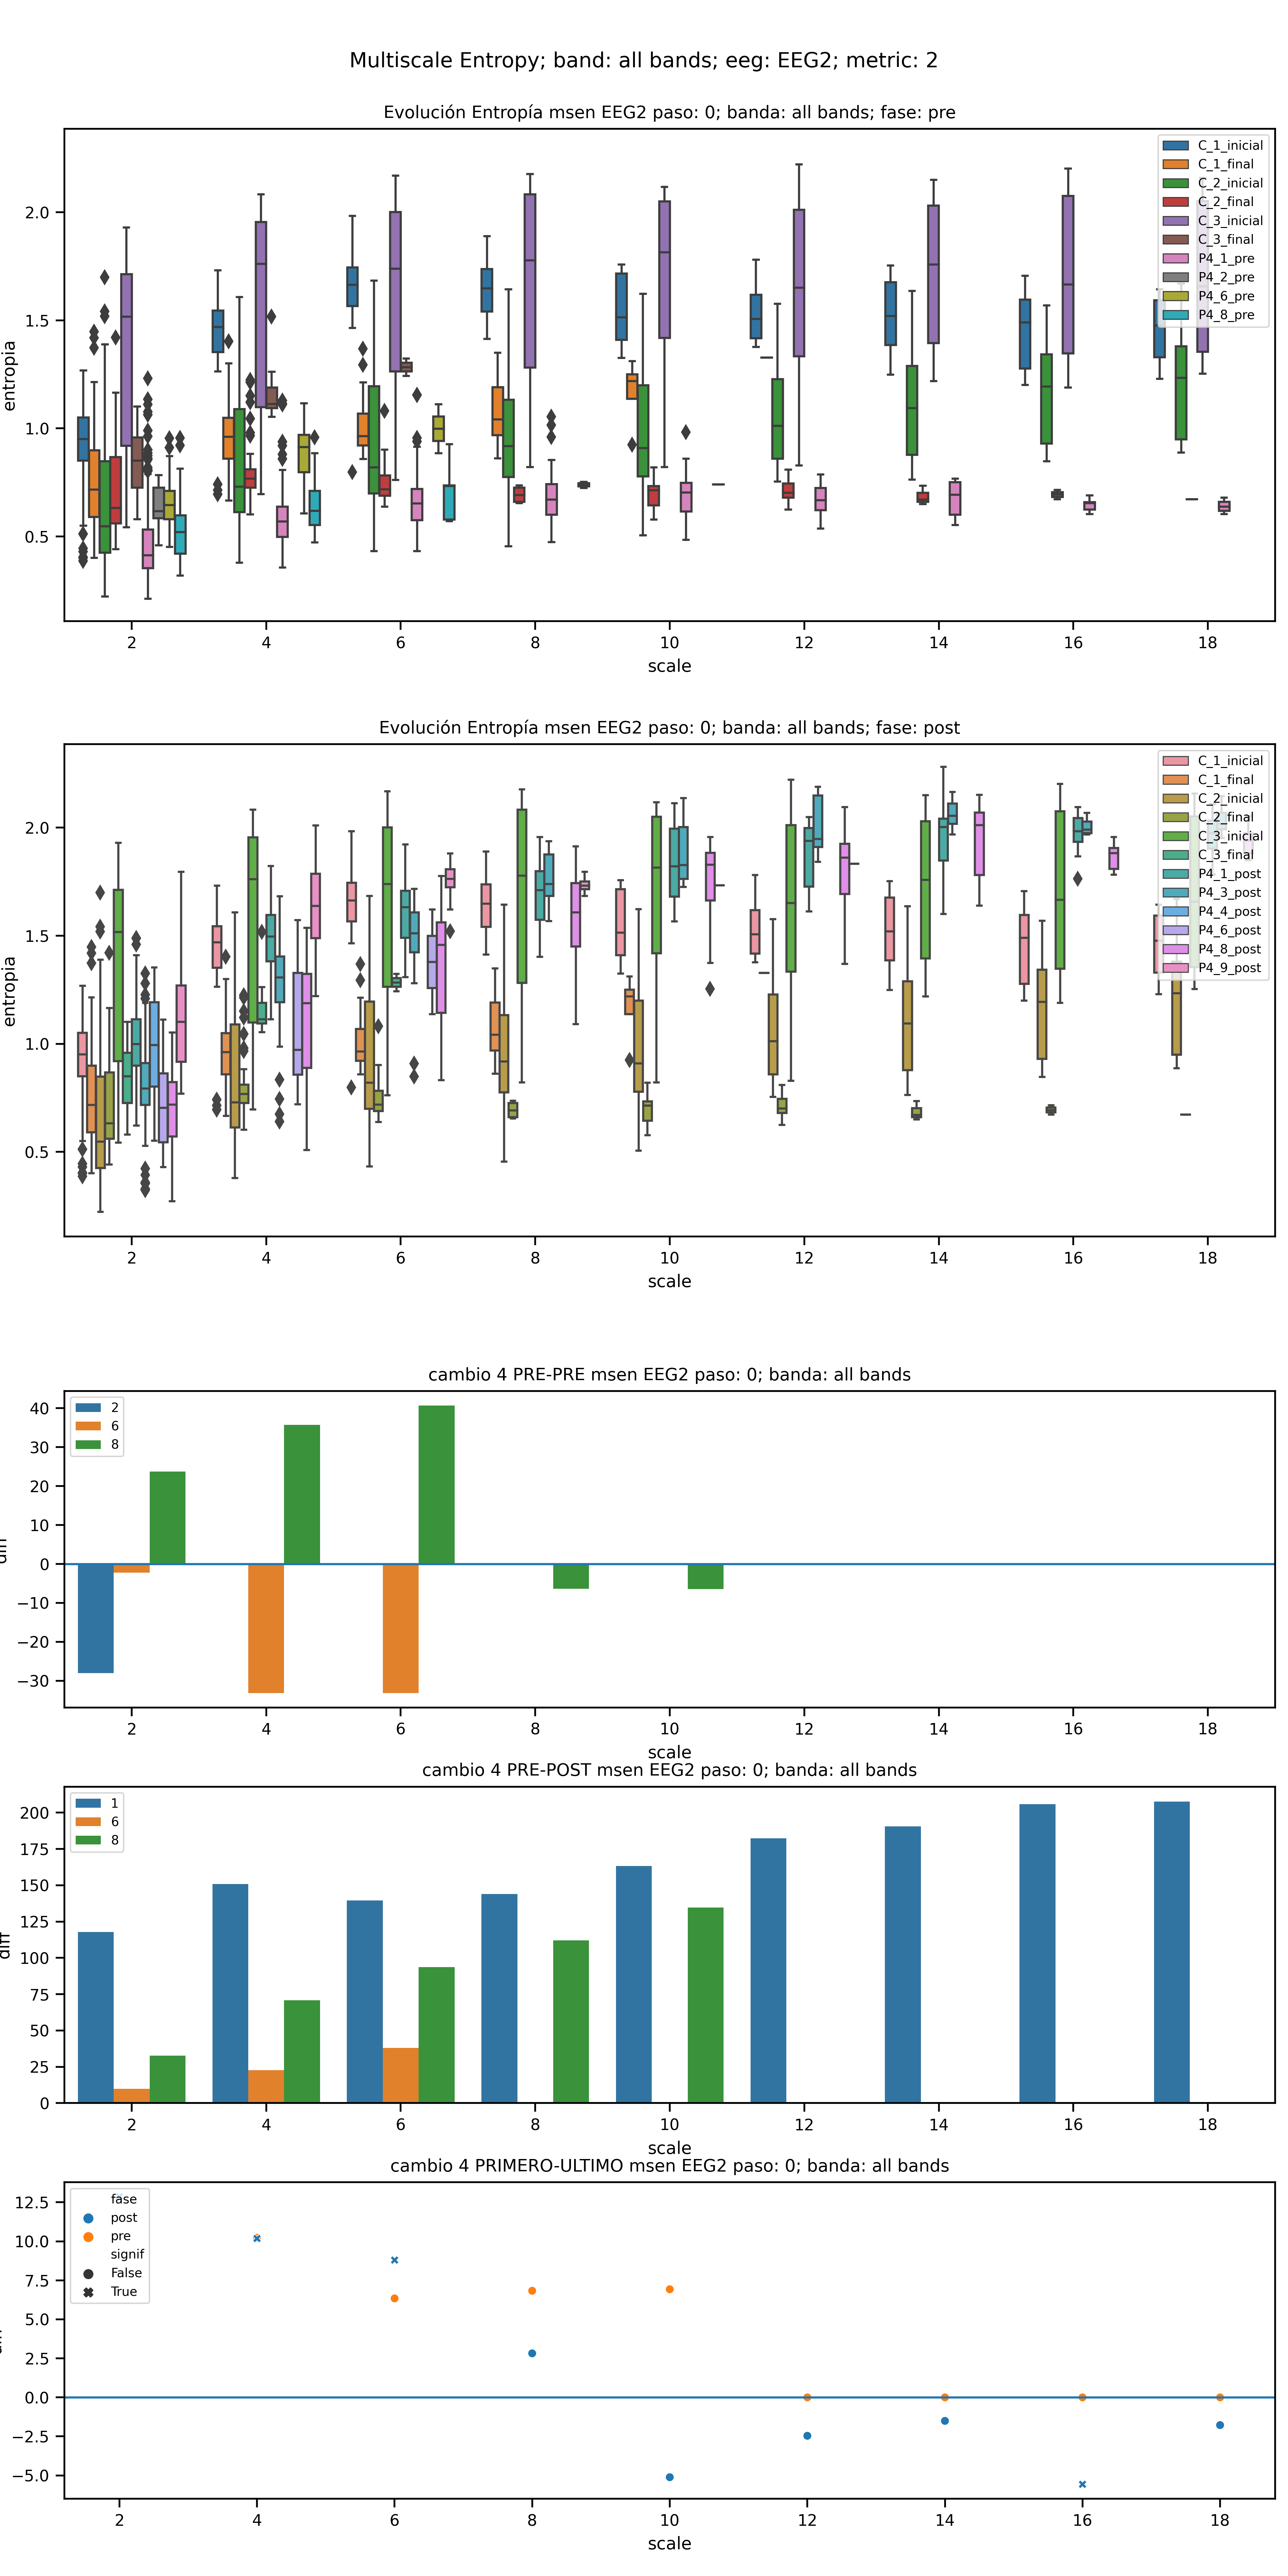 Multiscale Entropy; band: all bands; eeg: EEG2; metric: 2
Evolución Entropía msen EEG2 paso: 0; banda: all bands; fase: pre
entropia
2.0
1.5
1.0
0.5
C_1_inicial
C_1_final
C_2_inicial
C_2_final
C_3_inicial
C_3_final
P4_1_pre
P4_2_pre
P4_6_pre
P4_8_pre
2 4 6 8 10 12 14 16 18
scale
Evolución Entropía msen EEG2 paso: 0; banda: all bands; fase: post
entropia
2.0
1.5
1.0
0.5
C_1_inicial
C_1_final
C_2_inicial
C_2_final
C_3_inicial
C_3_final
P4_1_post
P4_3_post
P4_4_post
P4_6_post
P4_8_post
P4_9_post
2 4 6 8 10 12 14 16 18
scale
cambio 4 PRE-PRE msen EEG2 paso: 0; banda: all bands
40
30
20
10
0
−10
−20
−30
2
6
8
2 4 6 8 10 12 14 16 18
scale
cambio 4 PRE-POST msen EEG2 paso: 0; banda: all bands
diff
200
175
150
125
100
75
50
25
0
1
6
8
2 4 6 8 10 12 14 16 18
scale
cambio 4 PRIMERO-ULTIMO msen EEG2 paso: 0; banda: all bands
12.5
10.0
7.5
5.0
2.5
0.0
−2.5
−5.0
fase
post
pre
signif
False
True
2 4 6 8 10 12 14 16 18
scale